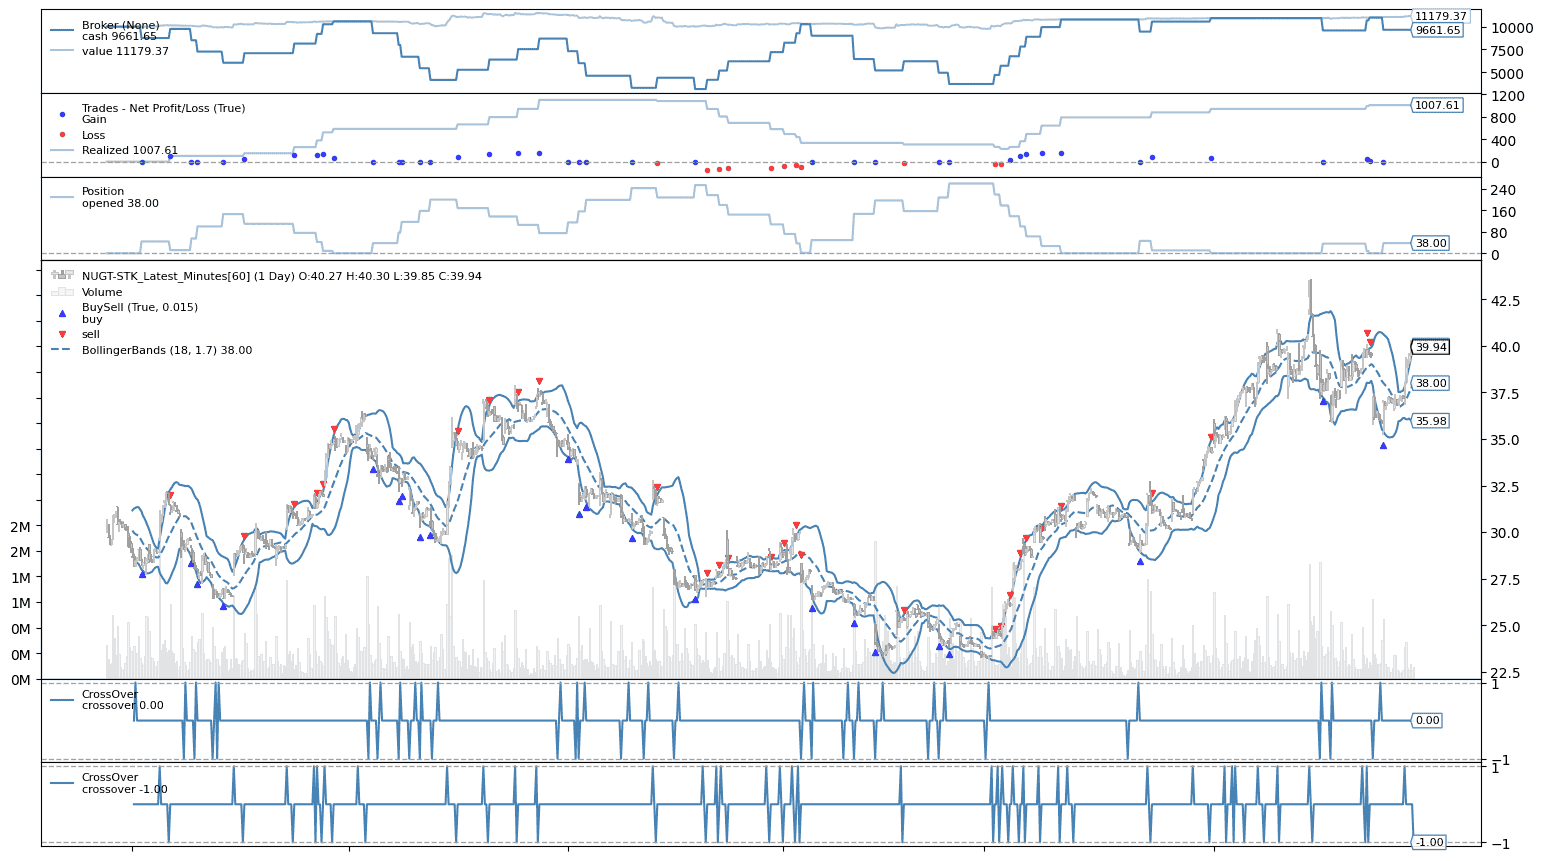 Broker (None)
cash 9661.65
value 11179.37
11179.37
10000
9661.65
7500
5000
Trades - Net Profit/Loss (True)
Gain
Loss
Realized 1007.61
1200
1007.61
800
400
0
Position
opened 38.00
240
160
80
38.00
0
NUGT-STK_Latest_Minutes[60] (1 Day) O:40.27 H:40.30 L:39.85 C:39.94
Volume
BuySell (True, 0.015)
buy
sell
BollingerBands (18, 1.7) 38.00
42.5
40.0
39.94
38.00
37.5
35.98
35.0
32.5
30.0
27.5
25.0
22.5
2M
2M
1M
1M
0M
0M
0M
CrossOver
crossover 0.00
1
0.00
−1
CrossOver
crossover -1.00
1
-1.00
−1